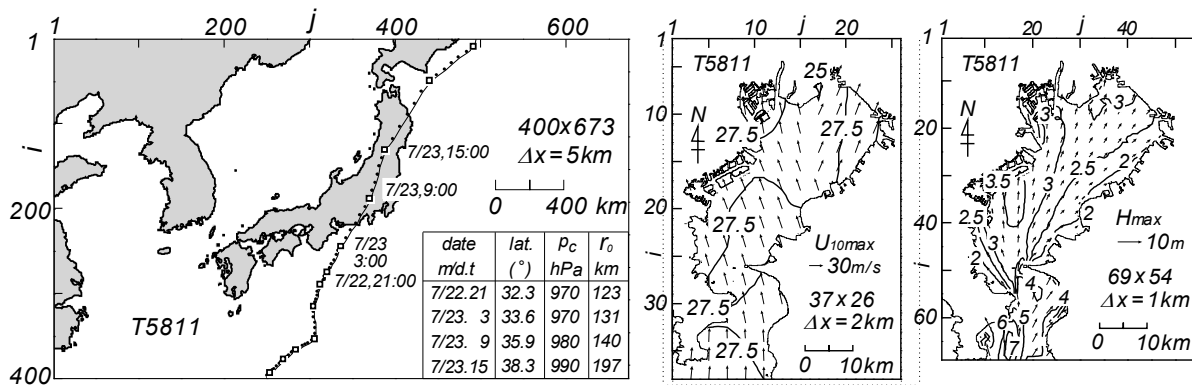 1 200 j 400 600
1
200
400
i
400x673
Δx=5km
0 400 km
7/23,15:00
7/23,9:00
7/23
3:00
7/22,21:00
T5811
date lat. pc r0
m/d.t (°) hPa km
7/22.21 32.3 970 123
7/23. 3 33.6 970 131
7/23. 9 35.9 980 140
7/23.15 38.3 990 197
1 10 j 20
1
10
20
30
i
T5811
N
25
27.5
27.5
27.5
27.5
27.5
27.5
U10max
30m/s
37x26
Δx=2km
0 10km
1 20 j 40
1
20
40
60
i
T5811
N
3
3
3.5
3
2.5
2
2.5
3
2
2
4
4
4
5
6
7
Hmax
10m
69x54
Δx=1km
0 10km